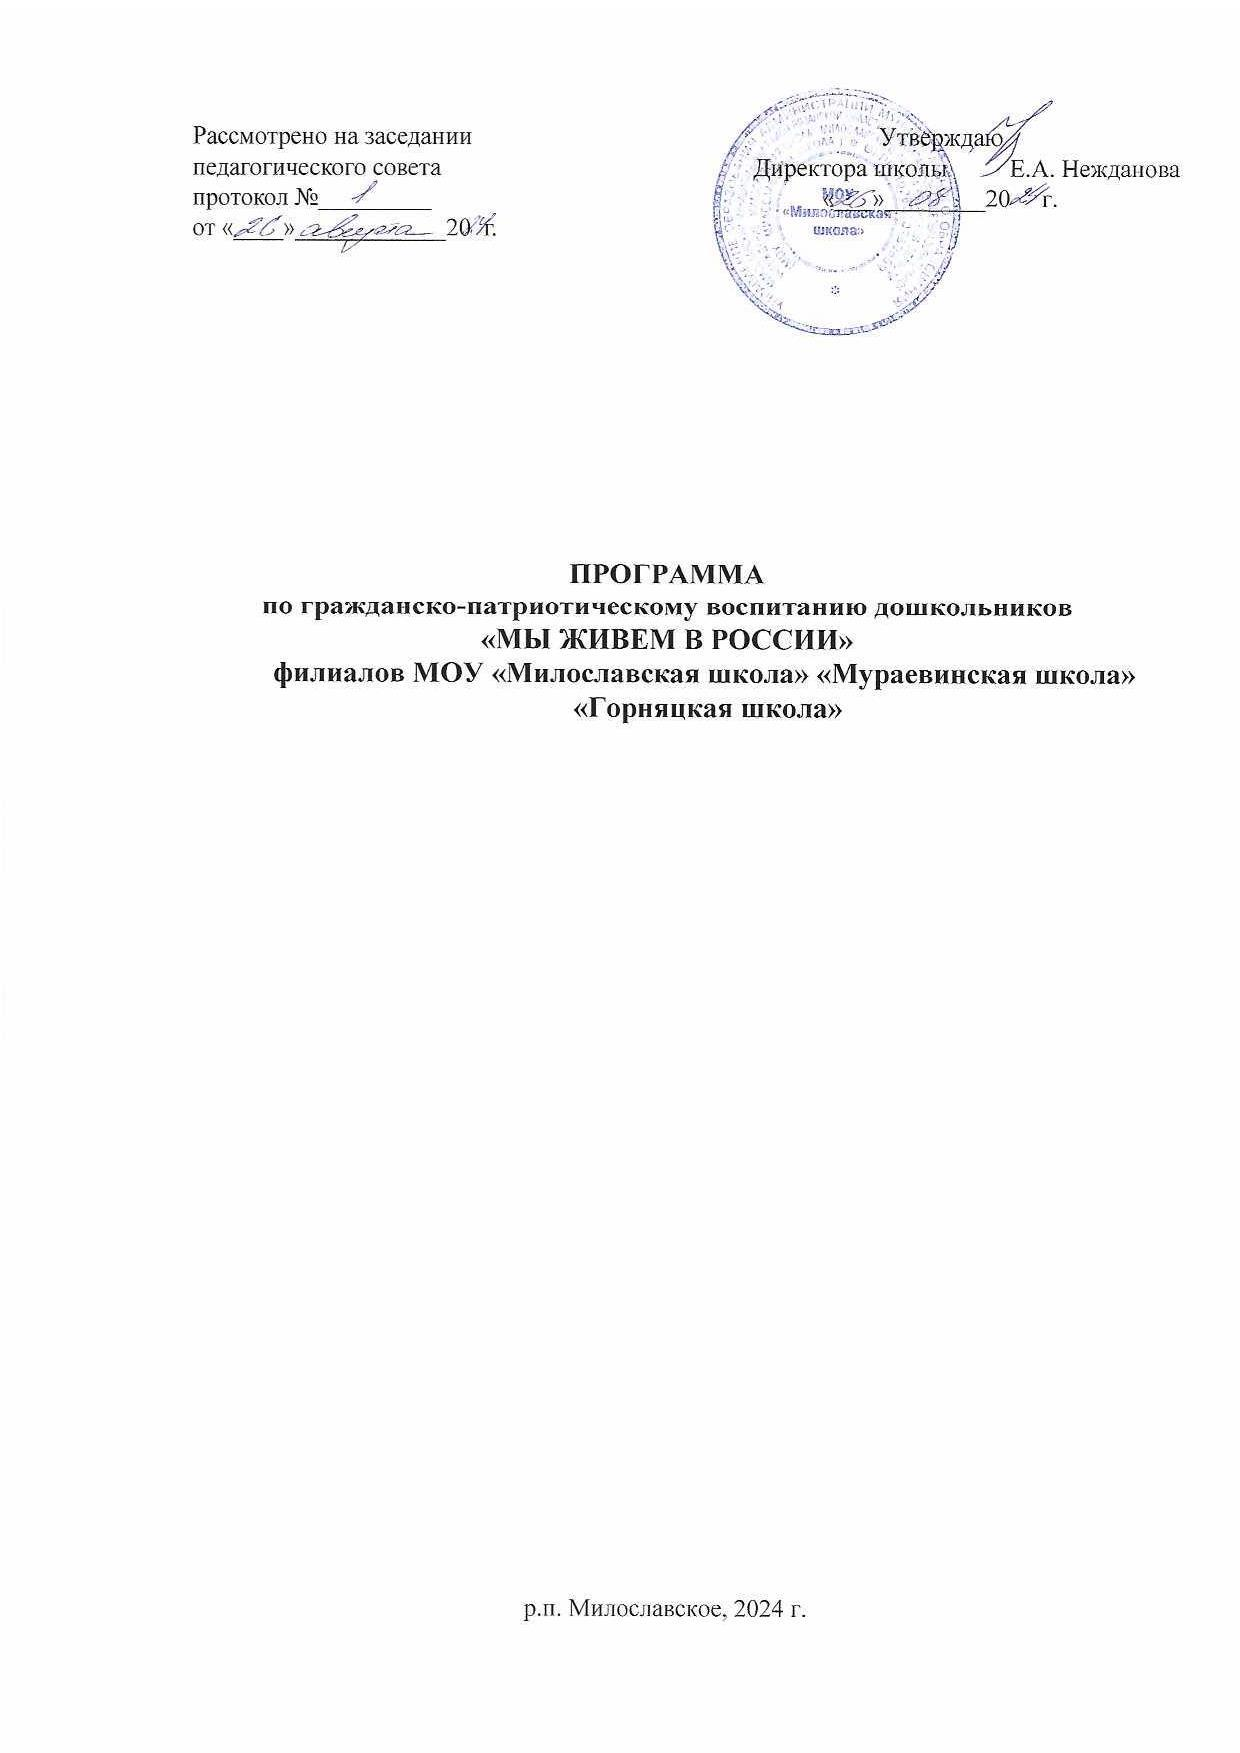 Рассмотрено на заседании
педагогического совета
протокол № 1
от «26» августа 2024 г.
Утверждаю
Директора школы Е.А. Нежданова
«26» 08 2024 г.
МОУ
«Милославская
школа»
ПРОГРАММА
по гражданско-патриотическому воспитанию дошкольников
«МЫ ЖИВЕМ В РОССИИ»
филиалов МОУ «Милославская школа» «Мураевинская школа»
«Горняцкая школа»
р.п. Милославское, 2024 г.